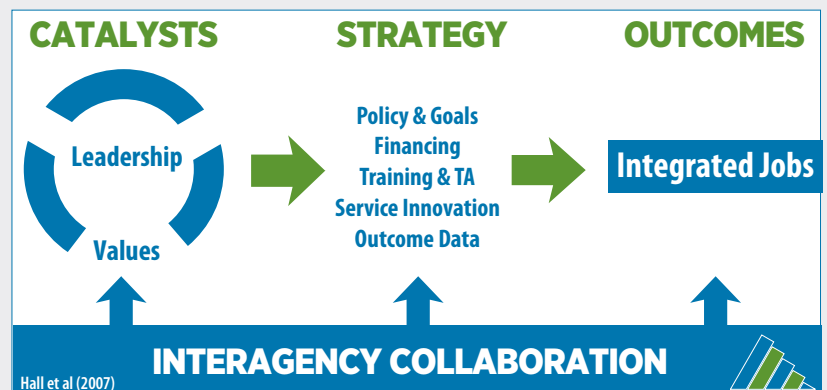 CATALYSTS
Leadership
Values
STRATEGY
Policy & Goals
Financing
Training & TA
Service Innovation
Outcome Data
OUTCOMES
Integrated Jobs
INTERAGENCY COLLABORATION
Hall et al (2007)